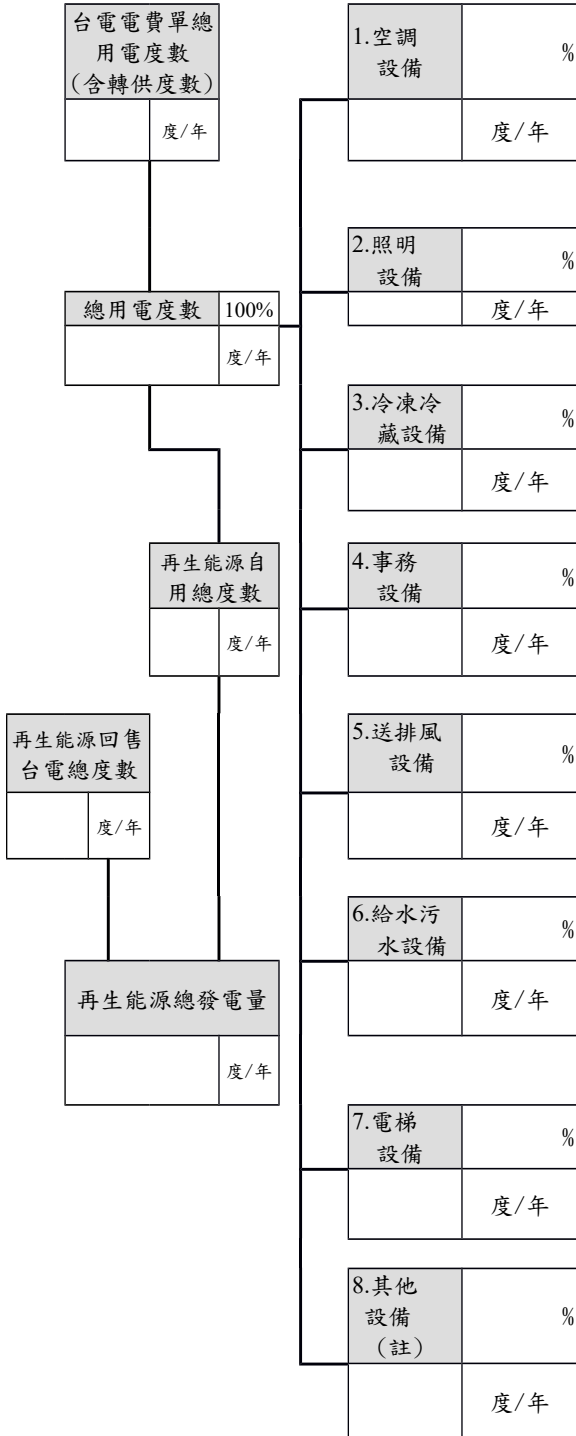 台電電費單總
用電度數
(含轉供度數)
度/年
總用電度數 100%
度/年
再生能源自
用總度數
度/年
再生能源回售
台電總度數
度/年
再生能源總發電量
度/年
1.空調
設備
%
度/年
2.照明
設備
%
度/年
3.冷凍冷
藏設備
%
度/年
4.事務
設備
%
度/年
5.送排風
設備
%
度/年
6.給水污
水設備
%
度/年
7.電梯
設備
%
度/年
8.其他
設備
(註)
%
度/年